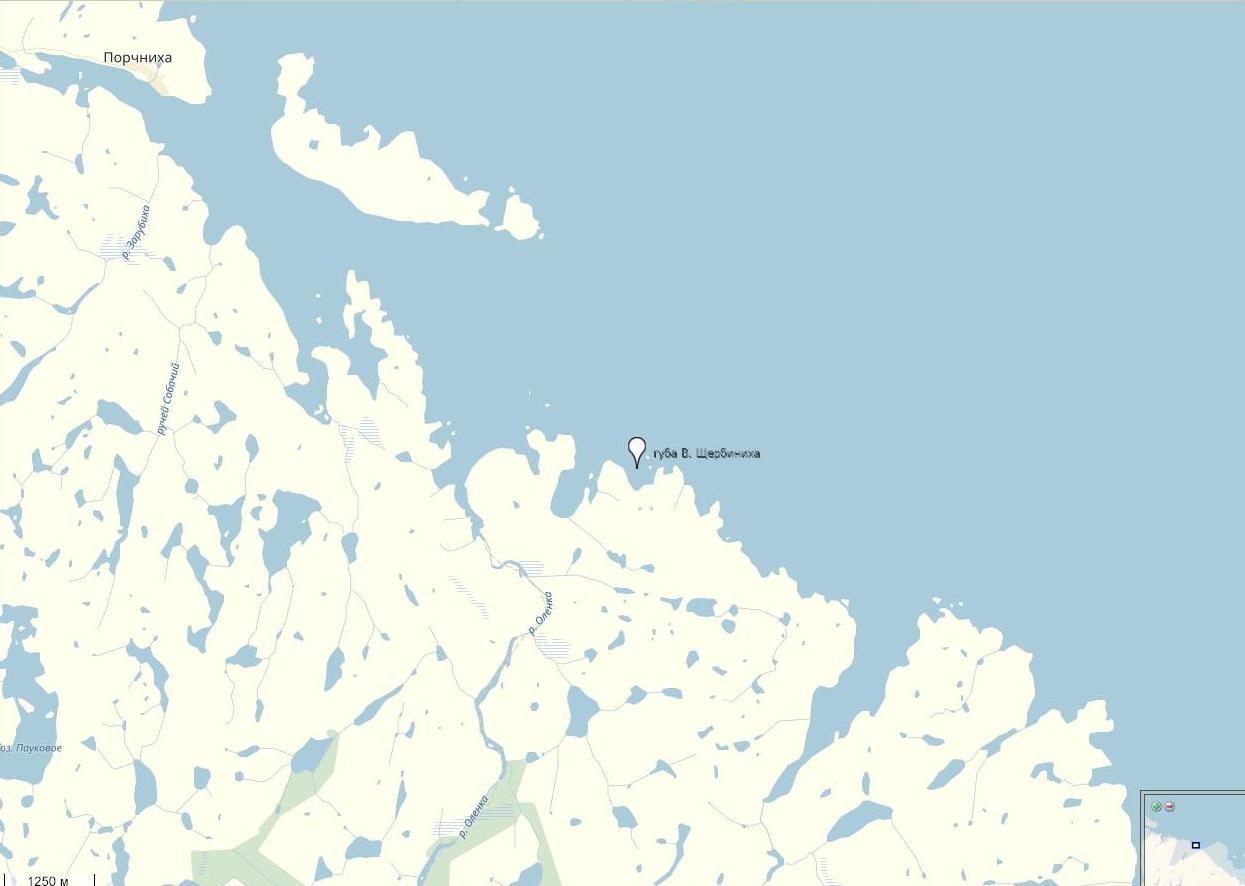 Порчниха
р. Зарубиха
ручей Собачий
губа В. Щербиниха
р. Оленка
оз. Пауковое
р. Оленка
1250 м